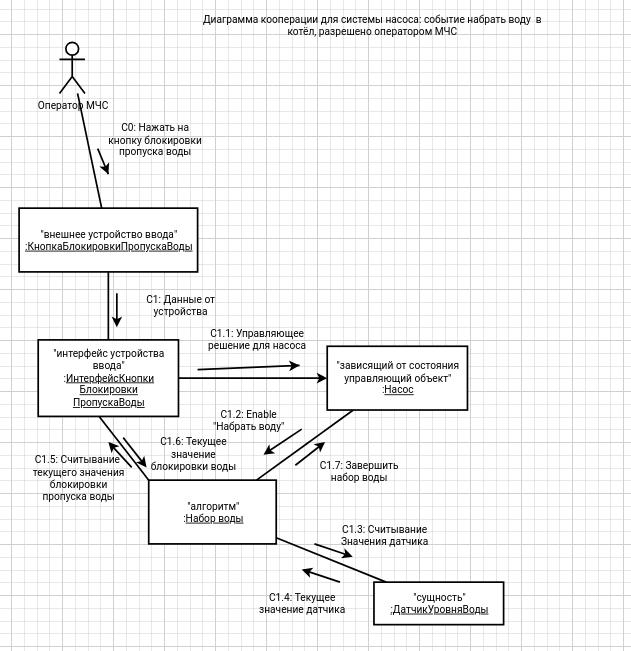 Диаграмма кооперации для системы насоса: событие набрать воду в
котёл, разрешено оператором МЧС
Оператор МЧС
C0: Нажать на
кнопку блокировки
пропуска воды
"внешнее устройство ввода"
:КнопкаБлокировкиПропускаВоды
C1: Данные от
устройства
C1.1: Управляющее
решение для насоса
"интерфейс устройства
ввода"
:ИнтерфейсКнопки
Блокировки
ПропускаВоды
"зависящий от состояния
управляющий объект"
:Насос
C1.2: Enable
"Набрать воду"
C1.6: Текущее
значение
блокировки воды
C1.5: Считывание
текущего значения
блокировки
пропуска воды
C1.7: Завершить
набор воды
"алгоритм"
:Набор воды
C1.3: Считывание
Значения датчика
C1.4: Текущее
значение датчика
"сущность"
:ДатчикУровняВоды